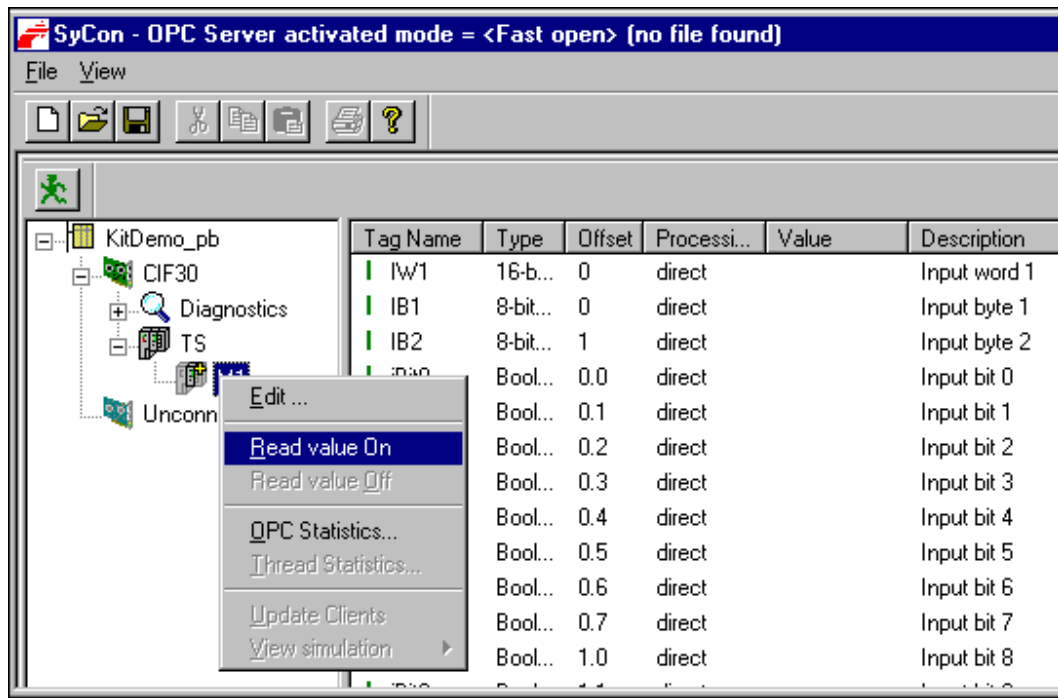 SyCon - OPC Server activated mode = <Fast open> (no file found)
File View
KitDemo_pb
CIF30
Diagnostics
TS
Unconn
Edit ...
Read value On
Read value Off
OPC Statistics...
Thread Statistics...
Update Clients
View simulation
Tag Name Type Offset Processi... Value Description
IW1 16-b... 0 direct Input word 1
IB1 8-bit... 0 direct Input byte 1
IB2 8-bit... 1 direct Input byte 2
Bool... 0.0 direct Input bit 0
Bool... 0.1 direct Input bit 1
Bool... 0.2 direct Input bit 2
Bool... 0.3 direct Input bit 3
Bool... 0.4 direct Input bit 4
Bool... 0.5 direct Input bit 5
Bool... 0.6 direct Input bit 6
Bool... 0.7 direct Input bit 7
Bool... 1.0 direct Input bit 8